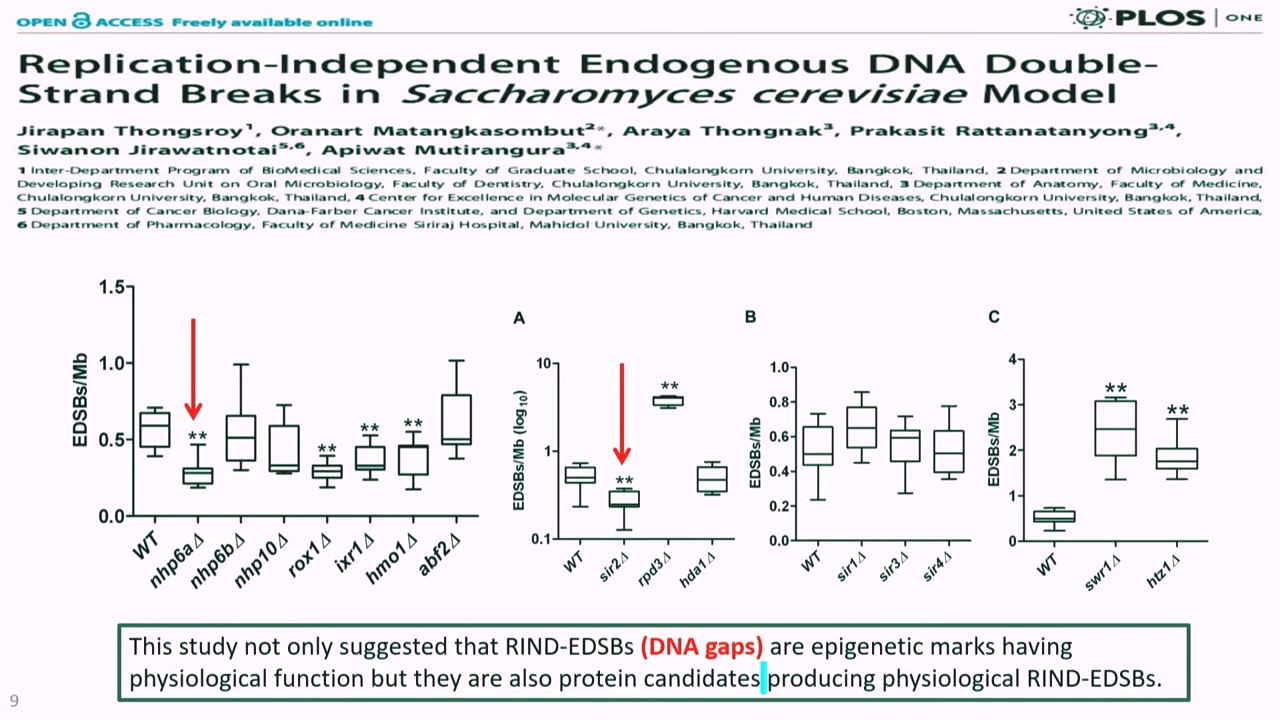 OPEN ACCESS Freely available online
PLOS | ONE
Replication-Independent Endogenous DNA Double-
Strand Breaks in Saccharomyces cerevisiae Model
Jirapan Thongsroy1, Oranart Matangkasombut2*, Araya Thongnak3, Prakasit Rattanatanyong3,4,
Siwanon Jirawatnotai5,6, Apiwat Mutirangura3,4*
1 Inter-Department Program of BioMedical Sciences, Faculty of Graduate School, Chulalongkorn University, Bangkok, Thailand, 2 Department of Microbiology and
Developing Research Unit on Oral Microbiology, Faculty of Dentistry, Chulalongkorn University, Bangkok, Thailand, 3 Department of Anatomy, Faculty of Medicine,
Chulalongkorn University, Bangkok, Thailand, 4 Center for Excellence in Molecular Genetics of Cancer and Human Diseases, Chulalongkorn University, Bangkok, Thailand,
5 Department of Cancer Biology, Dana-Farber Cancer Institute, and Department of Genetics, Harvard Medical School, Boston, Massachusetts, United States of America,
6 Department of Pharmacology, Faculty of Medicine Siriraj Hospital, Mahidol University, Bangkok, Thailand
EDSBs/Mb
1.5
1.0
0.5
0.0
**
**
**
**
WT nhp6aΔ nhp6bΔ nhp10Δ rox1Δ ixr1Δ hmo1Δ abf2Δ
A
EDSBs/Mb (log10)
10
1
0.1
**
**
WT sir2Δ rpd3Δ hda1Δ
B
EDSBs/Mb
1.0
0.8
0.6
0.4
0.2
0.0
WT sir1Δ sir3Δ sir4Δ
C
EDSBs/Mb
4
3
2
1
0
**
**
WT swr1Δ htz1Δ
This study not only suggested that RIND-EDSBs (DNA gaps) are epigenetic marks having
physiological function but they are also protein candidates producing physiological RIND-EDSBs.
9